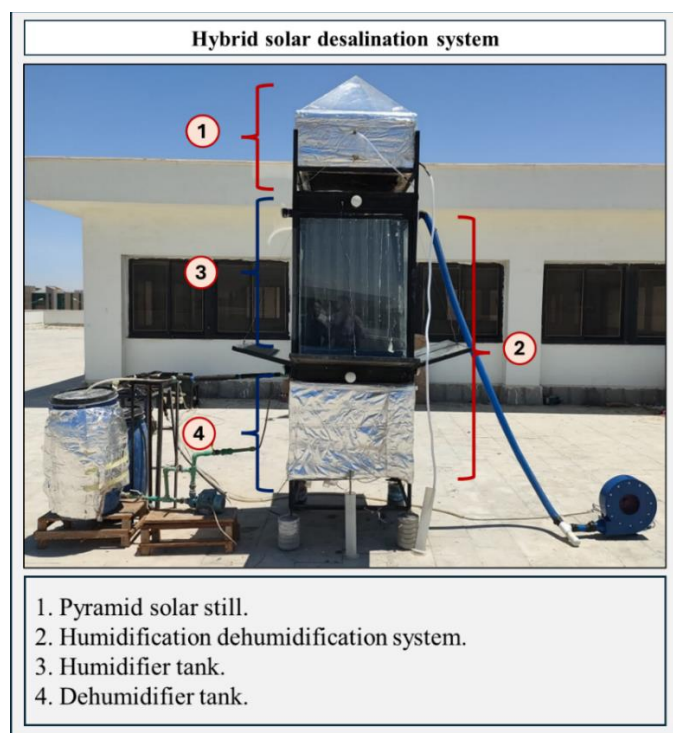 Hybrid solar desalination system
1
3
2
4
1. Pyramid solar still.
2. Humidification dehumidification system.
3. Humidifier tank.
4. Dehumidifier tank.